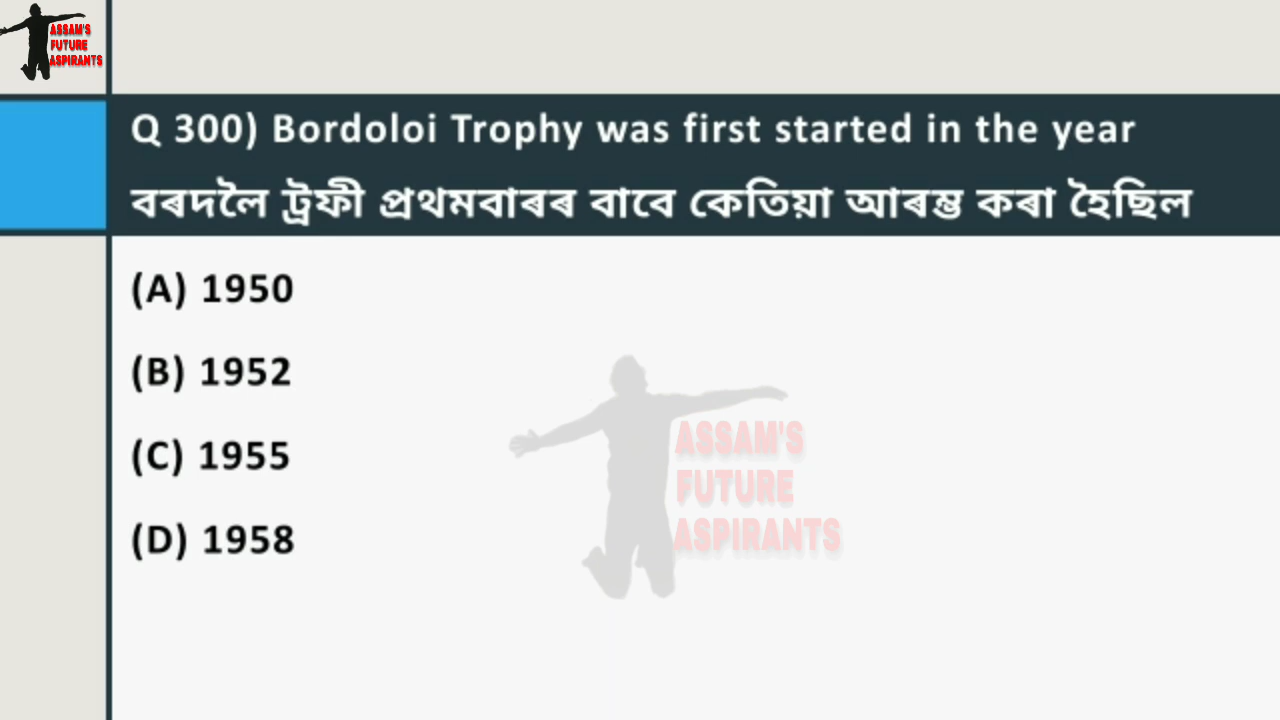 ASSAM'S
FUTURE
ASPIRANTS
Q 300) Bordoloi Trophy was first started in the year
বৰদলৈ ট্ৰফী প্ৰথমবাৰৰ বাবে কেতিয়া আৰম্ভ কৰা হৈছিল
(A) 1950
(B) 1952
(C) 1955
(D) 1958
ASSAM'S
FUTURE
ASPIRANTS